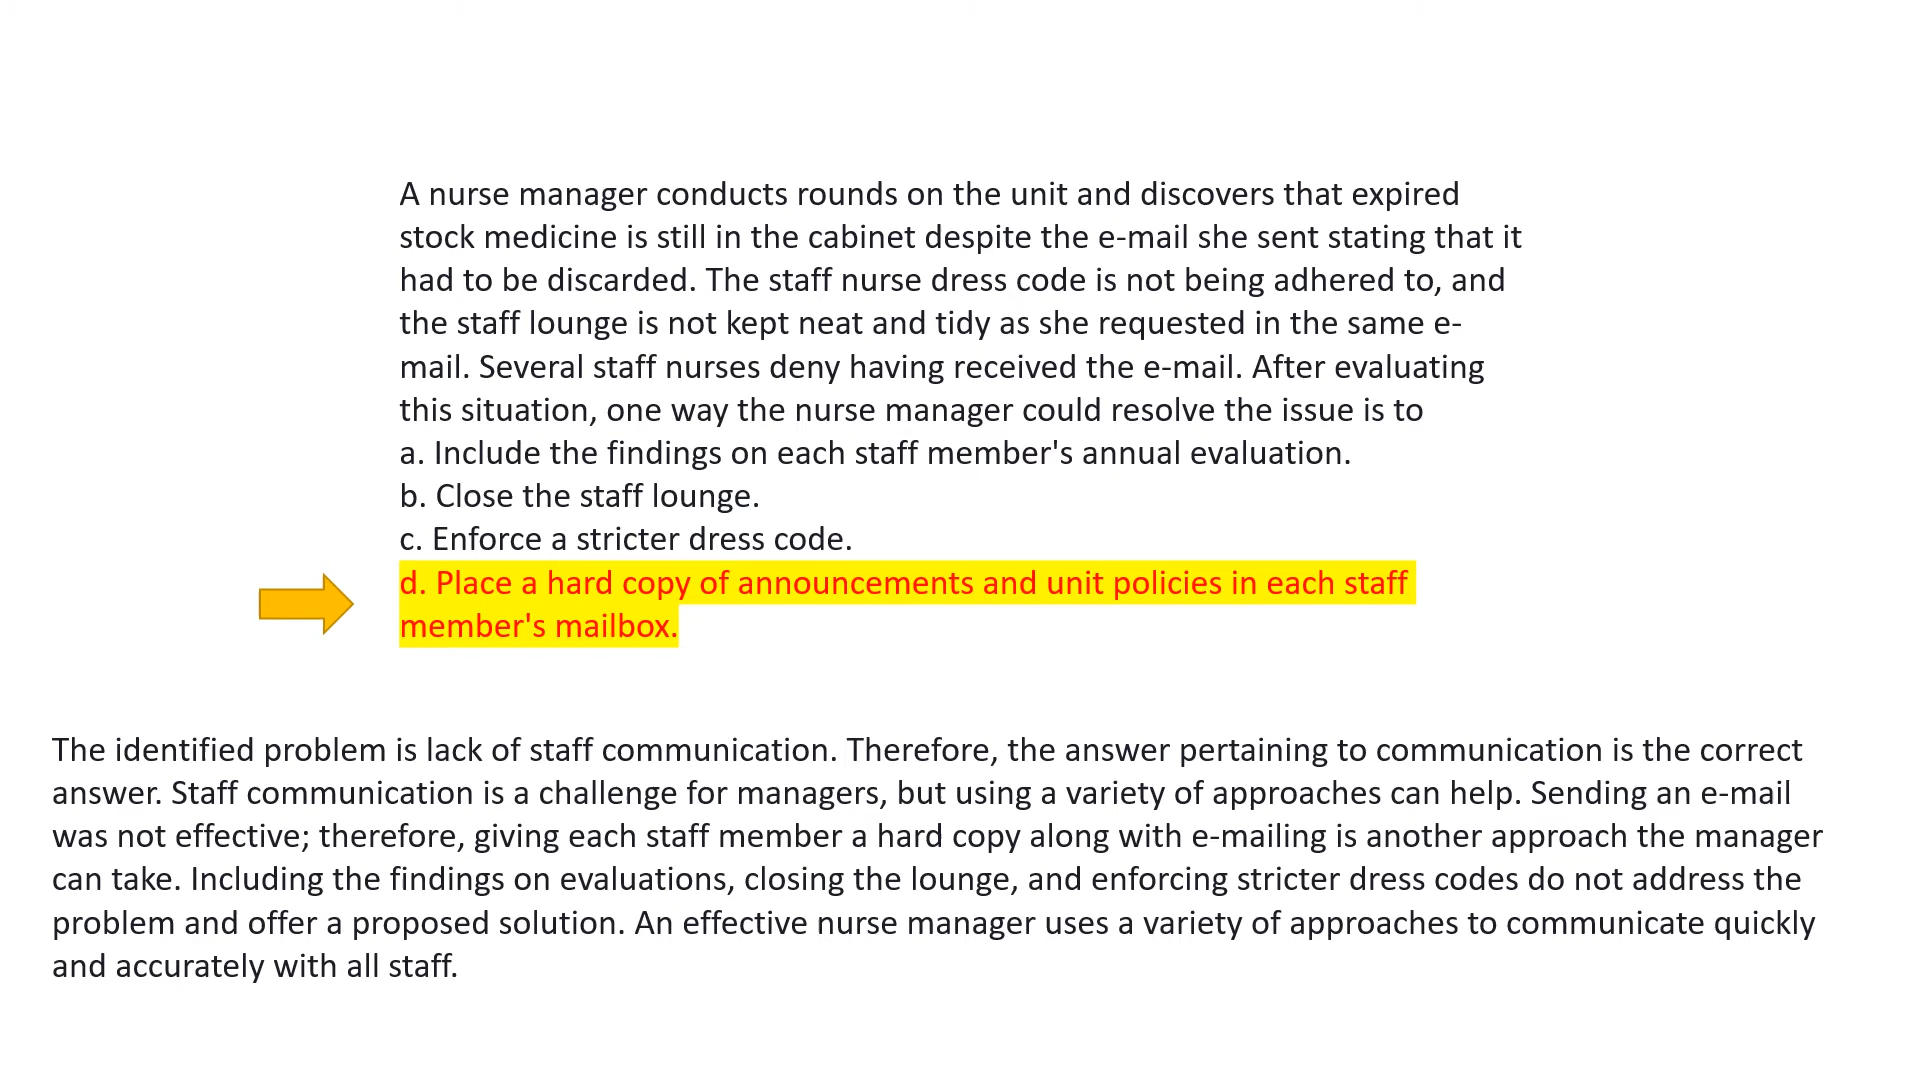 A nurse manager conducts rounds on the unit and discovers that expired
stock medicine is still in the cabinet despite the e-mail she sent stating that it
had to be discarded. The staff nurse dress code is not being adhered to, and
the staff lounge is not kept neat and tidy as she requested in the same e-
mail. Several staff nurses deny having received the e-mail. After evaluating
this situation, one way the nurse manager could resolve the issue is to
a. Include the findings on each staff member's annual evaluation.
b. Close the staff lounge.
c. Enforce a stricter dress code.
d. Place a hard copy of announcements and unit policies in each staff
member's mailbox.
The identified problem is lack of staff communication. Therefore, the answer pertaining to communication is the correct
answer. Staff communication is a challenge for managers, but using a variety of approaches can help. Sending an e-mail
was not effective; therefore, giving each staff member a hard copy along with e-mailing is another approach the manager
can take. Including the findings on evaluations, closing the lounge, and enforcing stricter dress codes do not address the
problem and offer a proposed solution. An effective nurse manager uses a variety of approaches to communicate quickly
and accurately with all staff.